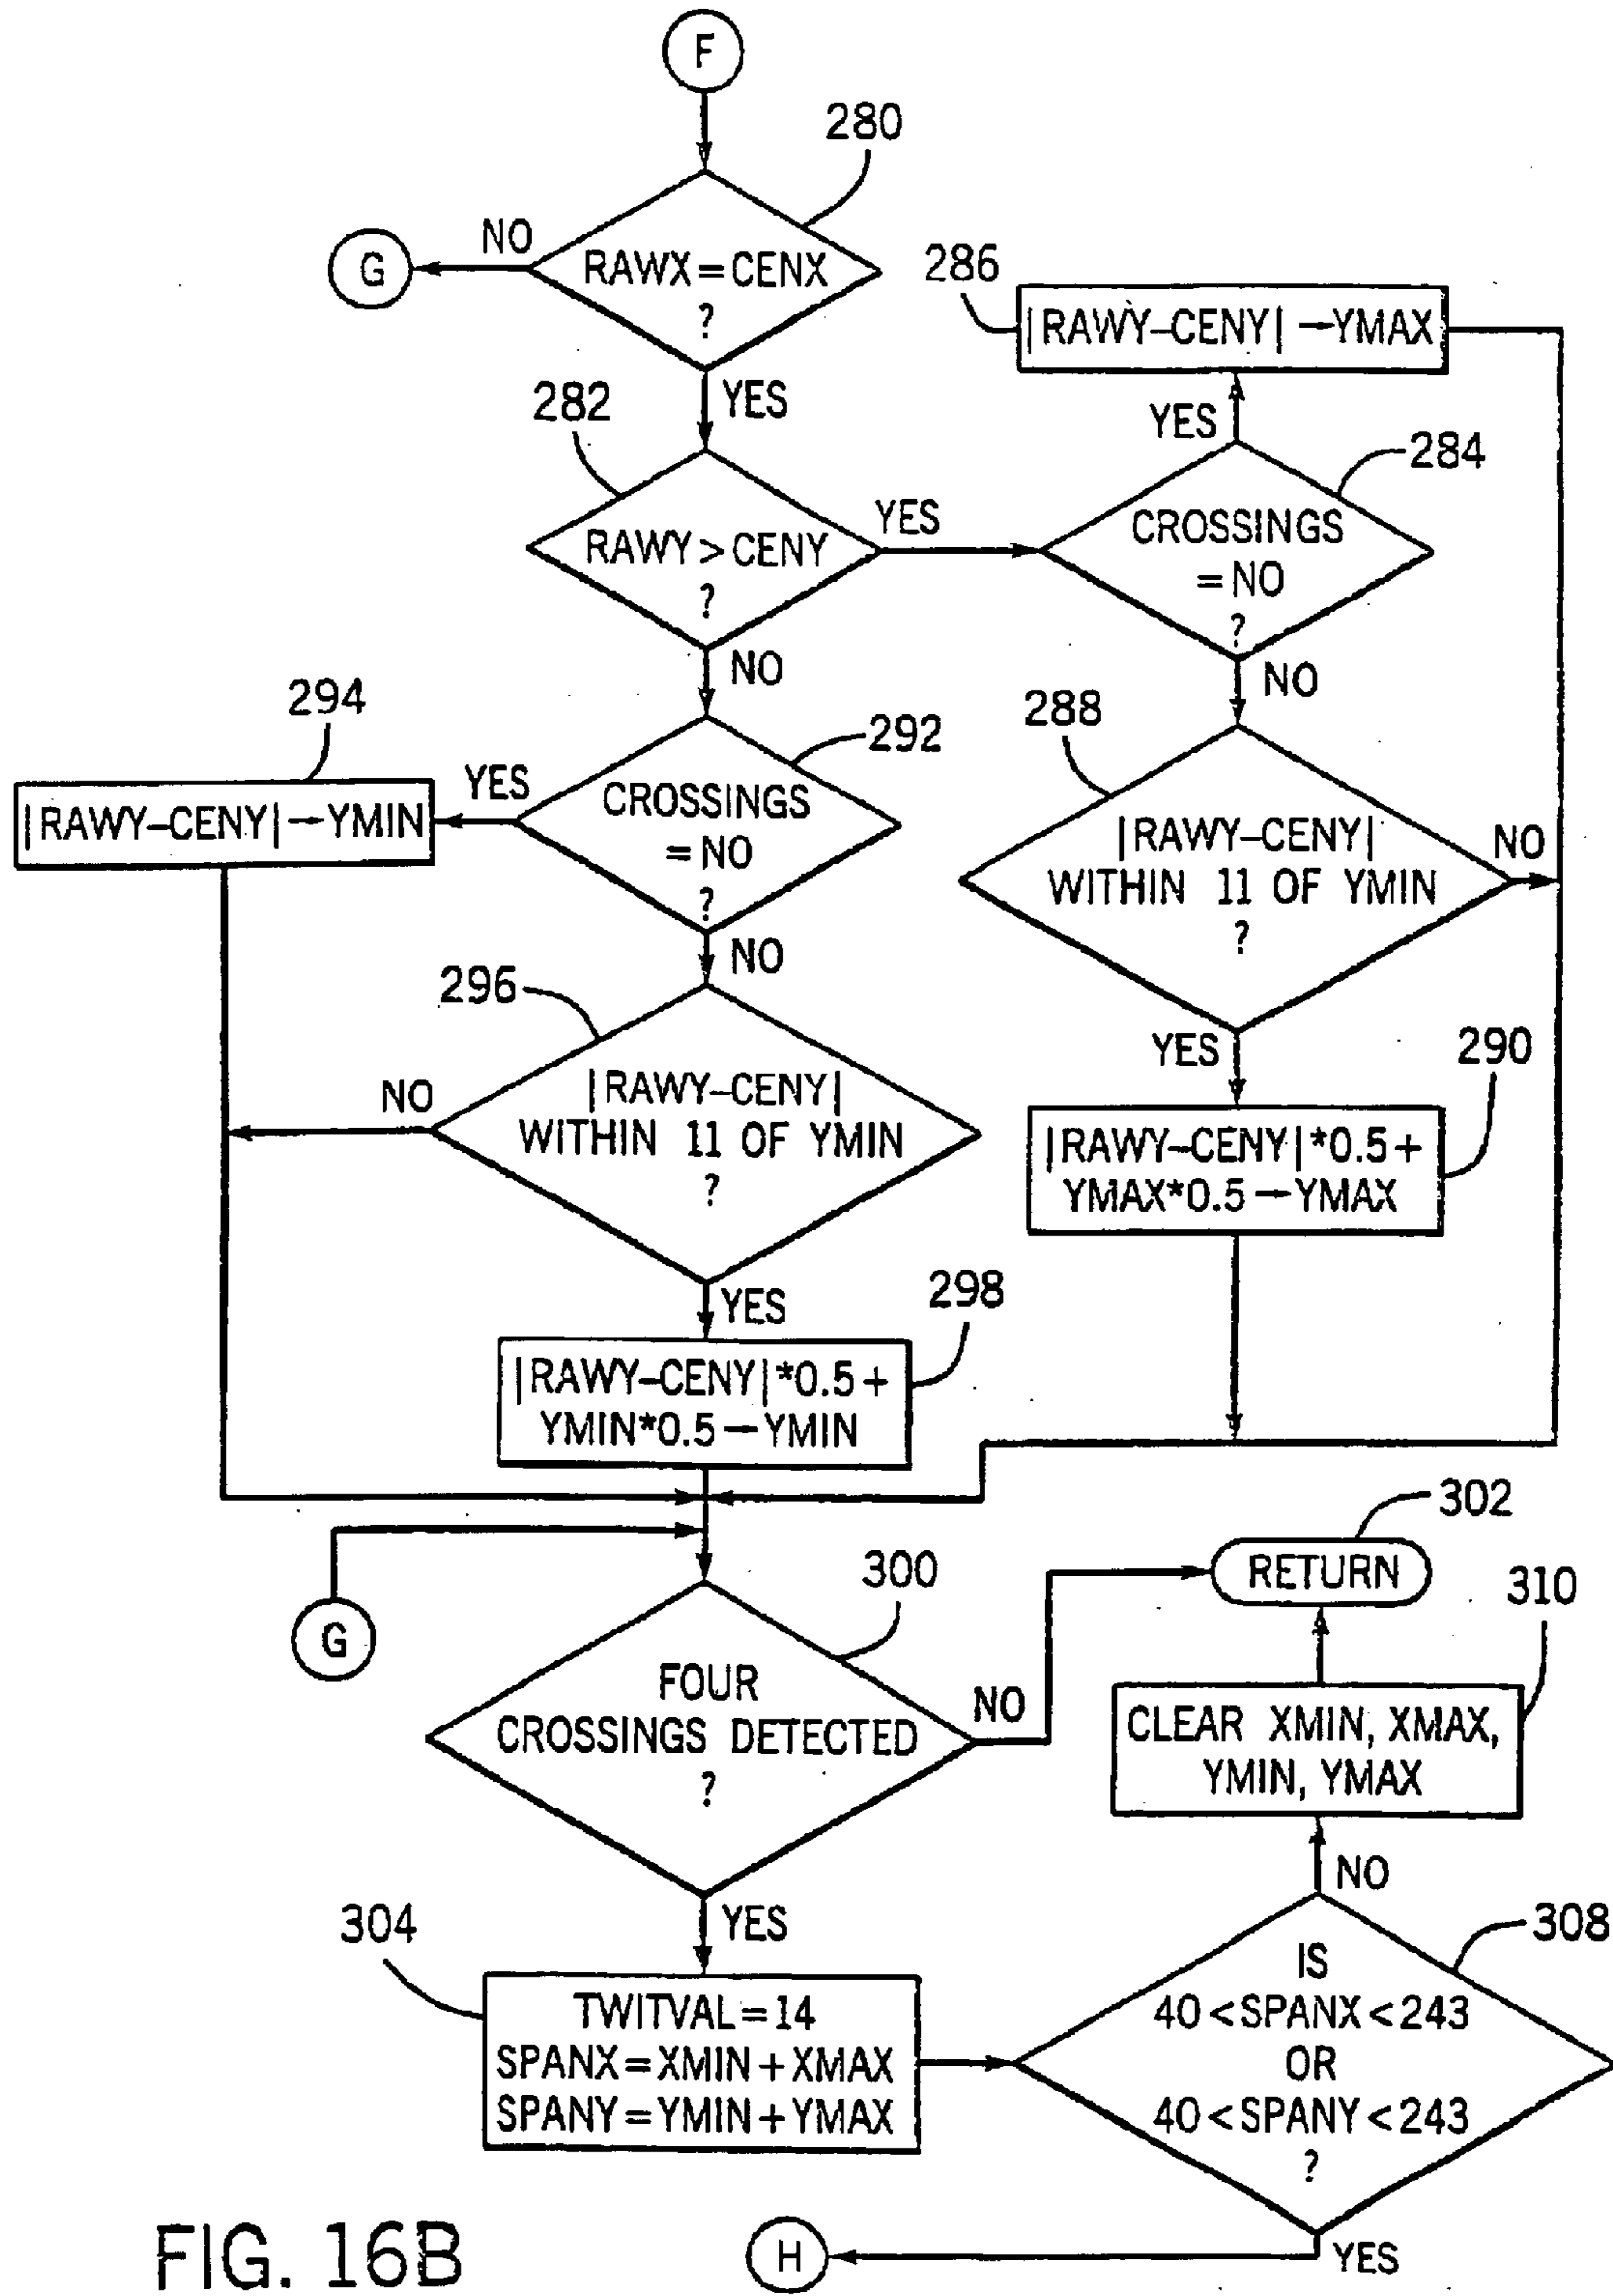 F
280
NO
G
RAWX=CENX
?
YES
286
|RAWY–CENY|→YMAX
282
YES
284
RAWY>CENY
?
YES
CROSSINGS
=NO
?
NO
NO
294
292
288
|RAWY–CENY|→YMIN
YES
CROSSINGS
=NO
?
|RAWY–CENY|
WITHIN 11 OF YMIN
?
NO
NO
296
NO
|RAWY–CENY|
WITHIN 11 OF YMIN
?
YES
290
|RAWY–CENY|*0.5+
YMAX*0.5→YMAX
YES
298
|RAWY–CENY|*0.5+
YMIN*0.5→YMIN
302
RETURN
G
300
310
FOUR
CROSSINGS DETECTED
?
NO
CLEAR XMIN, XMAX,
YMIN, YMAX
NO
YES
304
308
TWITVAL=14
SPANX=XMIN+XMAX
SPANY=YMIN+YMAX
IS
40<SPANX<243
OR
40<SPANY<243
?
YES
H
FIG. 16B